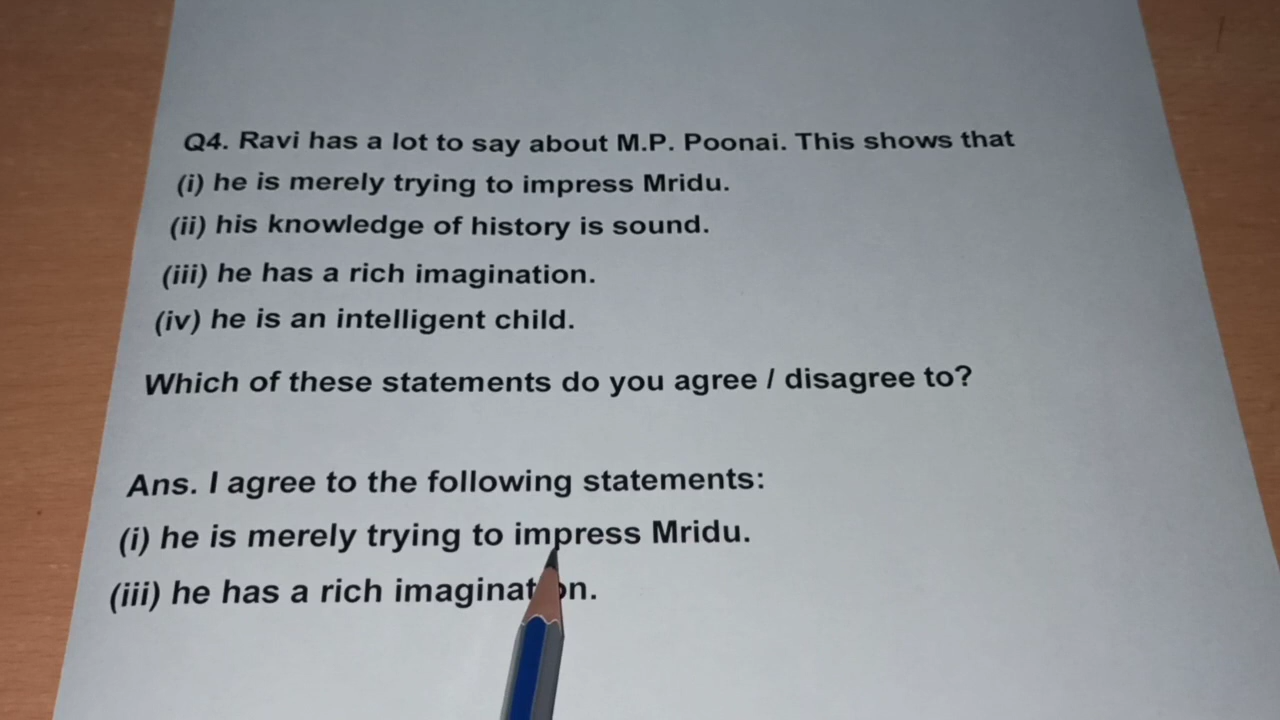 Q4. Ravi has a lot to say about M.P. Poonai. This shows that
(i) he is merely trying to impress Mridu.
(ii) his knowledge of history is sound.
(iii) he has a rich imagination.
(iv) he is an intelligent child.
Which of these statements do you agree / disagree to?
Ans. I agree to the following statements:
(i) he is merely trying to impress Mridu.
(iii) he has a rich imagination.